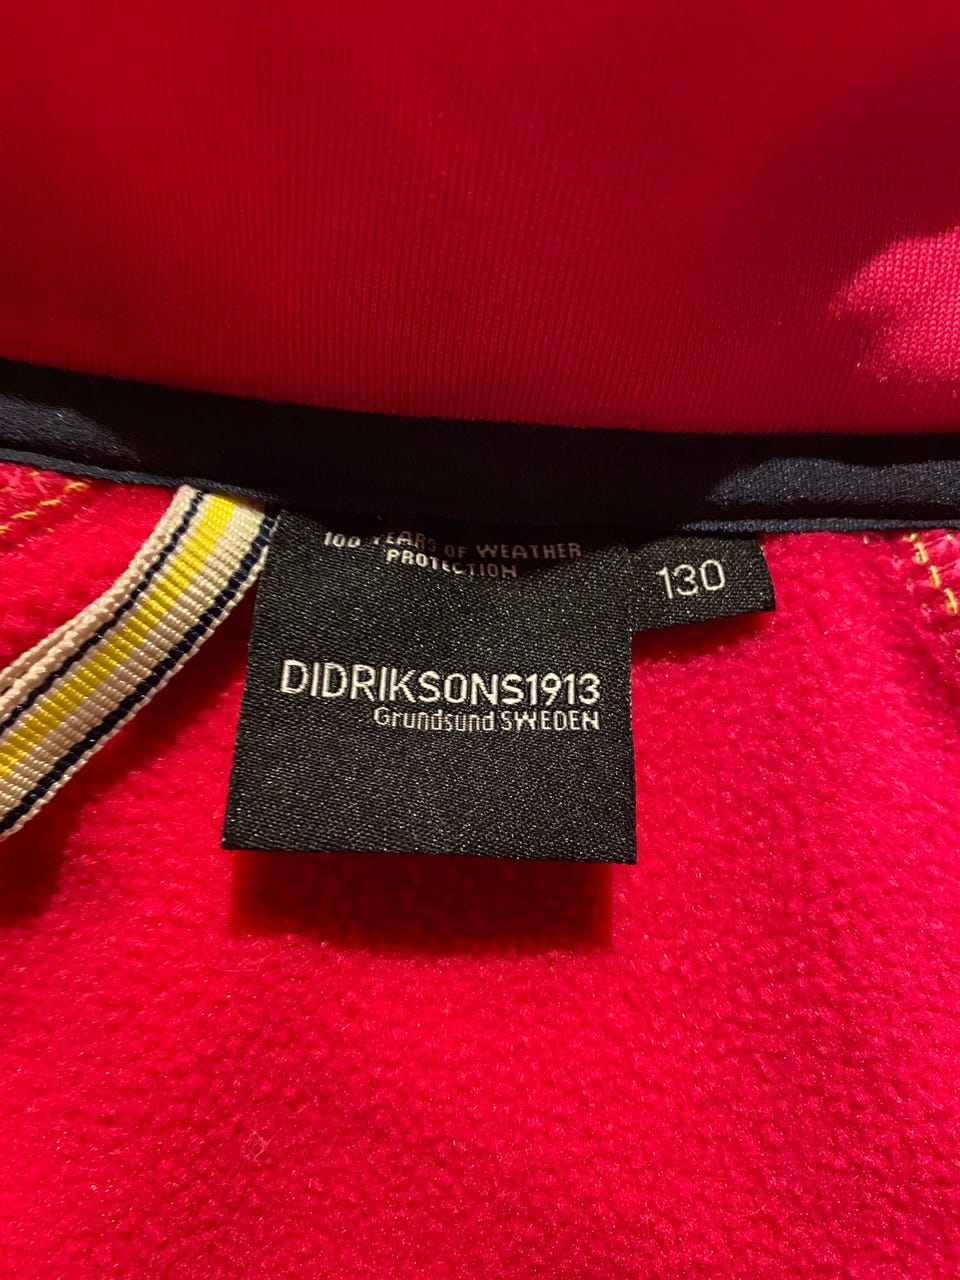 100 YEARS OF WEATHER
PROTECTION
130
DIDRIKSONS1913
Grundsund SWEDEN